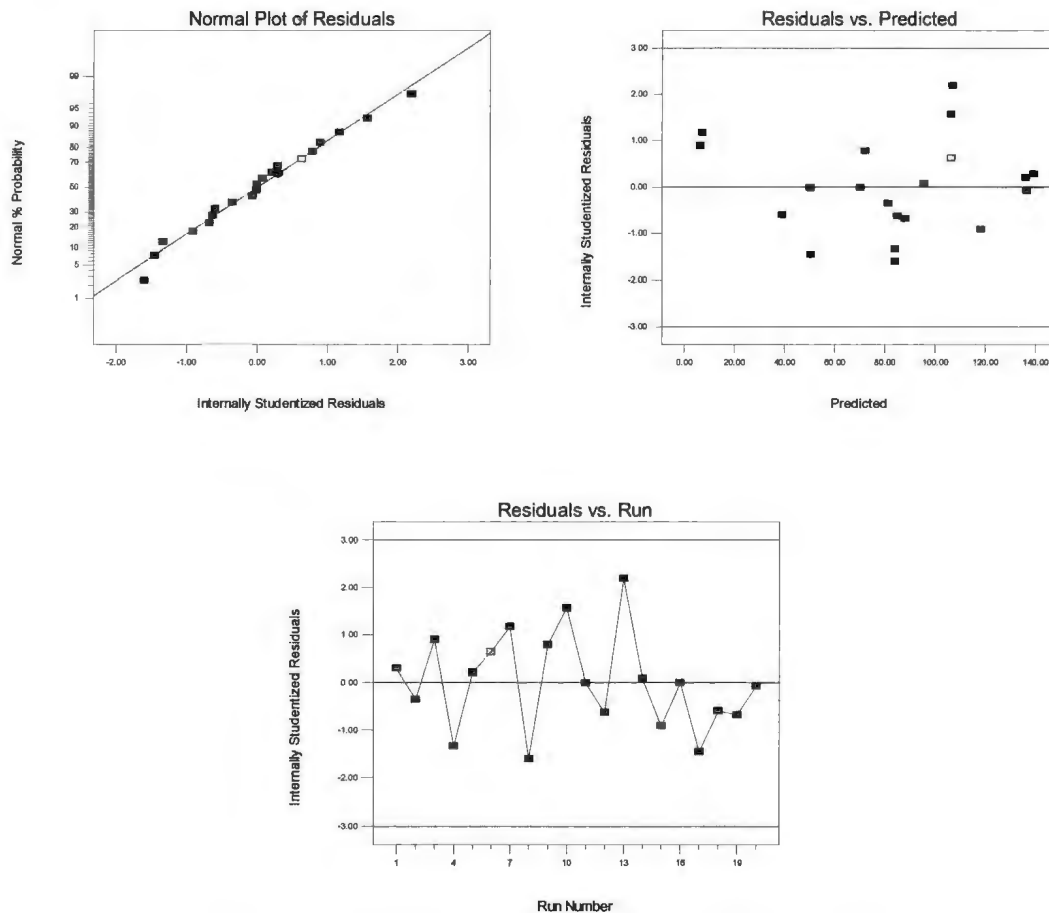 Normal Plot of Residuals
Normal % Probability
99
95
90
80
70
50
30
20
10
5
1
-2.00 -1.00 0.00 1.00 2.00 3.00
Internally Studentized Residuals
Residuals vs. Predicted
Internally Studentized Residuals
3.00
2.00
1.00
0.00
-1.00
-2.00
-3.00
0.00 20.00 40.00 60.00 80.00 100.00 120.00 140.00
Predicted
Residuals vs. Run
Internally Studentized Residuals
3.00
2.00
1.00
0.00
-1.00
-2.00
-3.00
1 4 7 10 13 16 19
Run Number